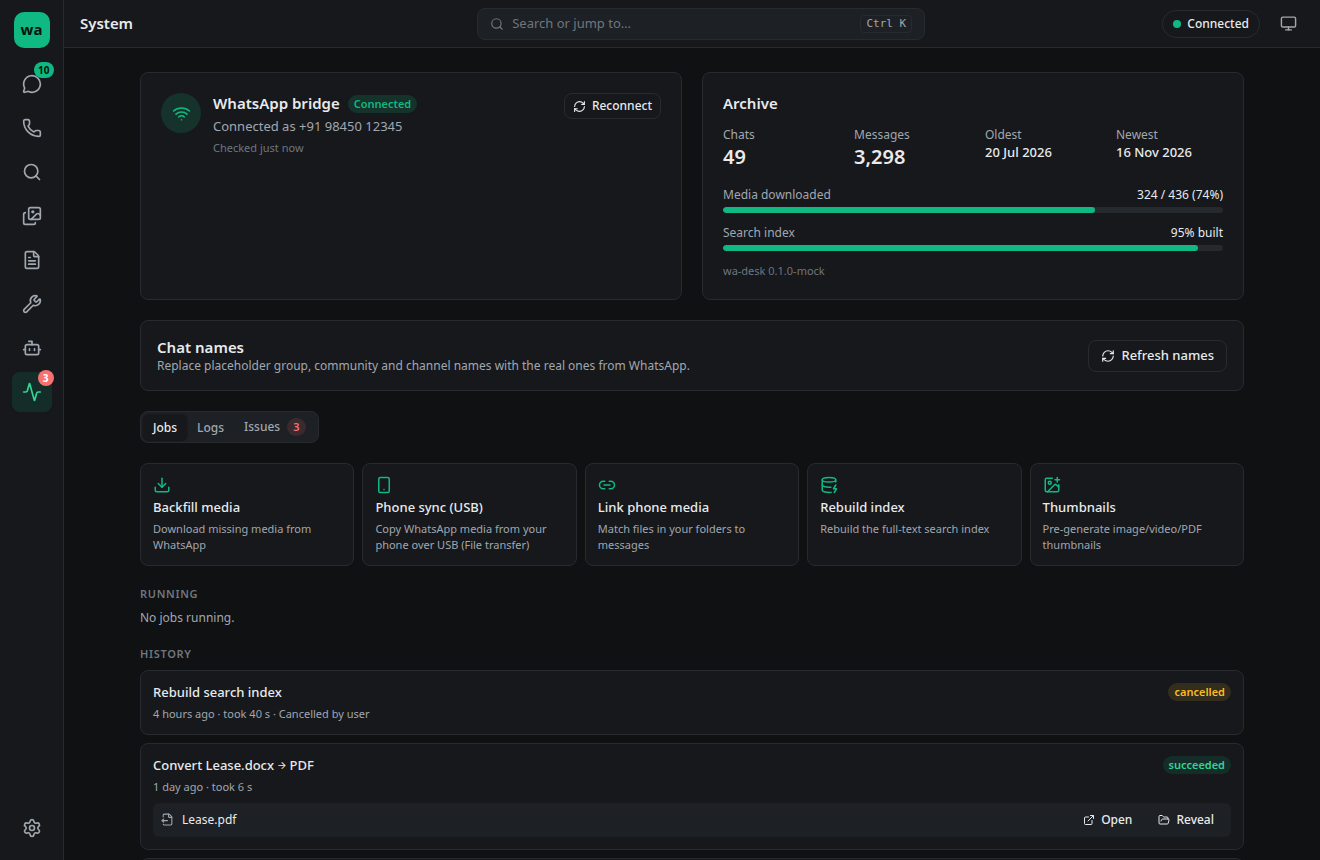 wa
System
Search or jump to...
Ctrl K
Connected
10
3
WhatsApp bridge
Connected
Reconnect
Connected as +91 98450 12345
Checked just now
Archive
Chats
Messages
Oldest
Newest
49
3,298
20 Jul 2026
16 Nov 2026
Media downloaded
324 / 436 (74%)
Search index
95% built
wa-desk 0.1.0-mock
Chat names
Replace placeholder group, community and channel names with the real ones from WhatsApp.
Refresh names
Jobs
Logs
Issues
3
Backfill media
Download missing media from
WhatsApp
Phone sync (USB)
Copy WhatsApp media from your
phone over USB (File transfer)
Link phone media
Match files in your folders to
messages
Rebuild index
Rebuild the full-text search index
Thumbnails
Pre-generate image/video/PDF
thumbnails
RUNNING
No jobs running.
HISTORY
Rebuild search index
cancelled
4 hours ago · took 40 s · Cancelled by user
Convert Lease.docx → PDF
succeeded
1 day ago · took 6 s
Lease.pdf
Open
Reveal